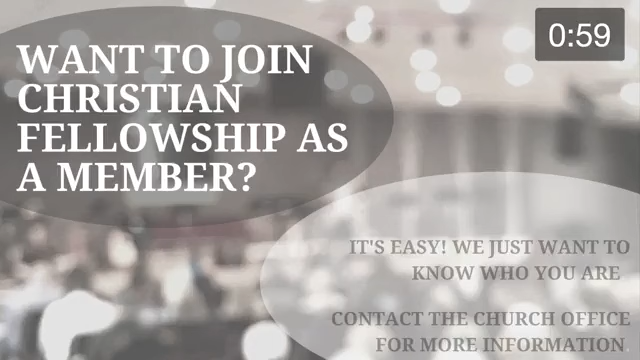 WANT TO JOIN
CHRISTIAN
FELLOWSHIP AS
A MEMBER?
0:59
IT'S EASY! WE JUST WANT TO
KNOW WHO YOU ARE
CONTACT THE CHURCH OFFICE
FOR MORE INFORMATION